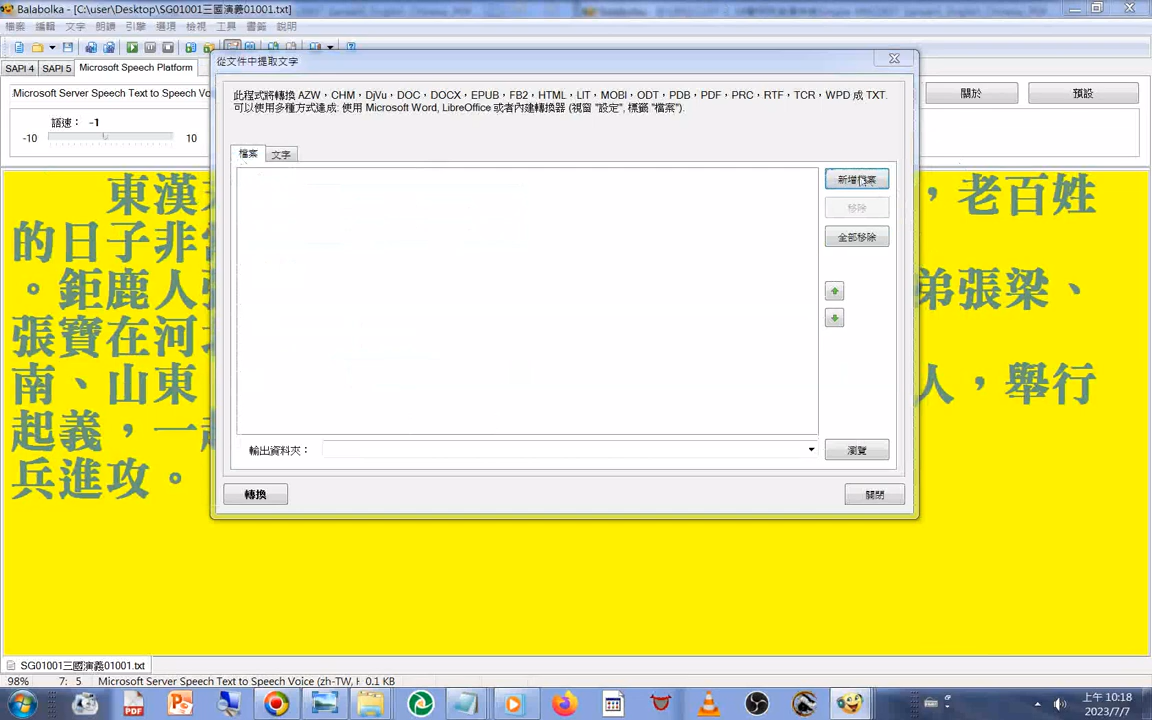 Balabolka - [C:\user\Desktop\SG01001三國演義01001.txt]
檔案 編輯 文字 朗讀 引擎 選項 檢視 工具 書籤 說明
SAPI 4 SAPI 5 Microsoft Speech Platform
Microsoft Server Speech Text to Speech Vo
關於 預設
語速： -1
-10 10
從文件中提取文字
此程式將轉換 AZW，CHM，DjVu，DOC，DOCX，EPUB，FB2，HTML，LIT，MOBI，ODT，PDB，PDF，PRC，RTF，TCR，WPD 成 TXT.
可以使用多種方式達成: 使用 Microsoft Word, LibreOffice 或者內建轉換器 (視窗 "設定", 標籤 "檔案").
檔案 文字
新增檔案
移除
全部移除
輸出資料夾： 瀏覽
轉換 關閉
東漢 ，老百姓
的日子非
。鉅鹿人 弟張梁、
張寶在河
南、山東 人，舉行
起義，一
兵進攻。
SG01001三國演義01001.txt
98% 7: 5 Microsoft Server Speech Text to Speech Voice (zh-TW, H 0.1 KB
上午 10:18
2023/7/7